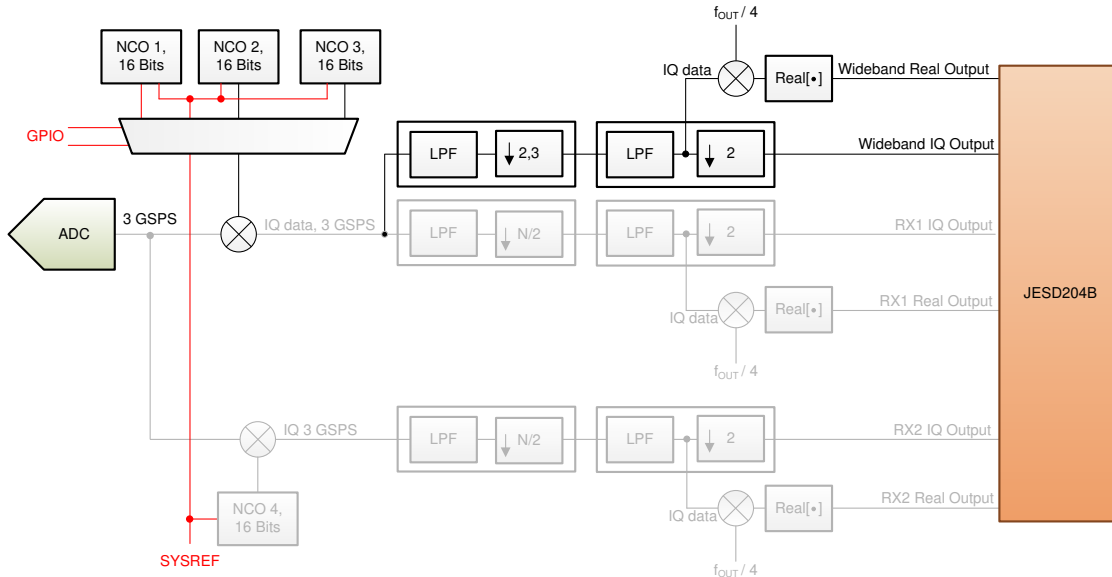 f_OUT / 4
NCO 1,
16 Bits
NCO 2,
16 Bits
NCO 3,
16 Bits
IQ data
Real[•]
Wideband Real Output
GPIO
LPF
2,3
LPF
2
Wideband IQ Output
ADC
3 GSPS
IQ data, 3 GSPS
LPF
N/2
LPF
2
RX1 IQ Output
JESD204B
IQ data
Real[•]
RX1 Real Output
f_OUT / 4
IQ 3 GSPS
LPF
N/2
LPF
2
RX2 IQ Output
NCO 4,
16 Bits
IQ data
Real[•]
RX2 Real Output
SYSREF
f_OUT / 4